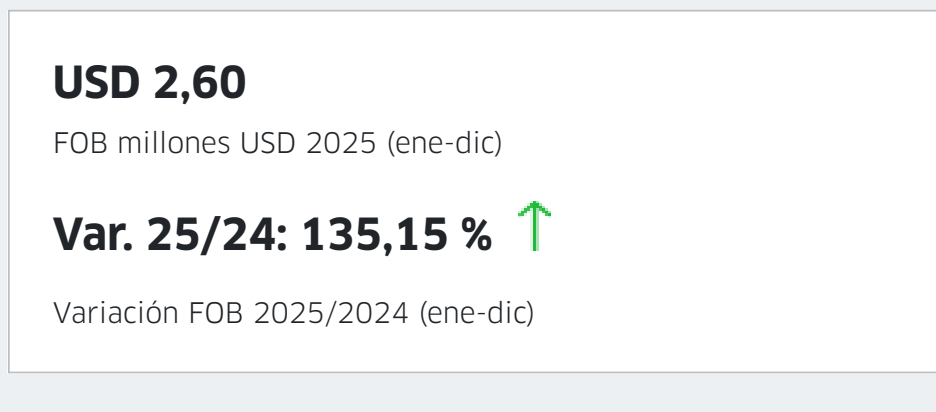 USD 2,60
FOB millones USD 2025 (ene-dic)
Var. 25/24: 135,15 %
Variación FOB 2025/2024 (ene-dic)